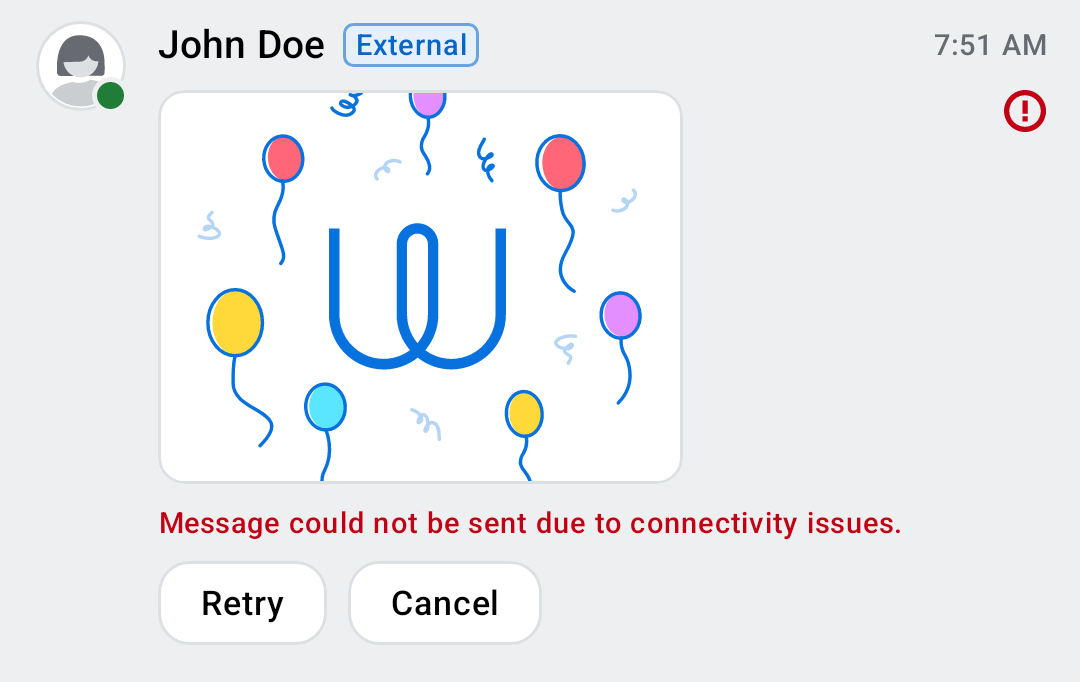 John Doe External 7:51 AM
W
Message could not be sent due to connectivity issues.
Retry Cancel